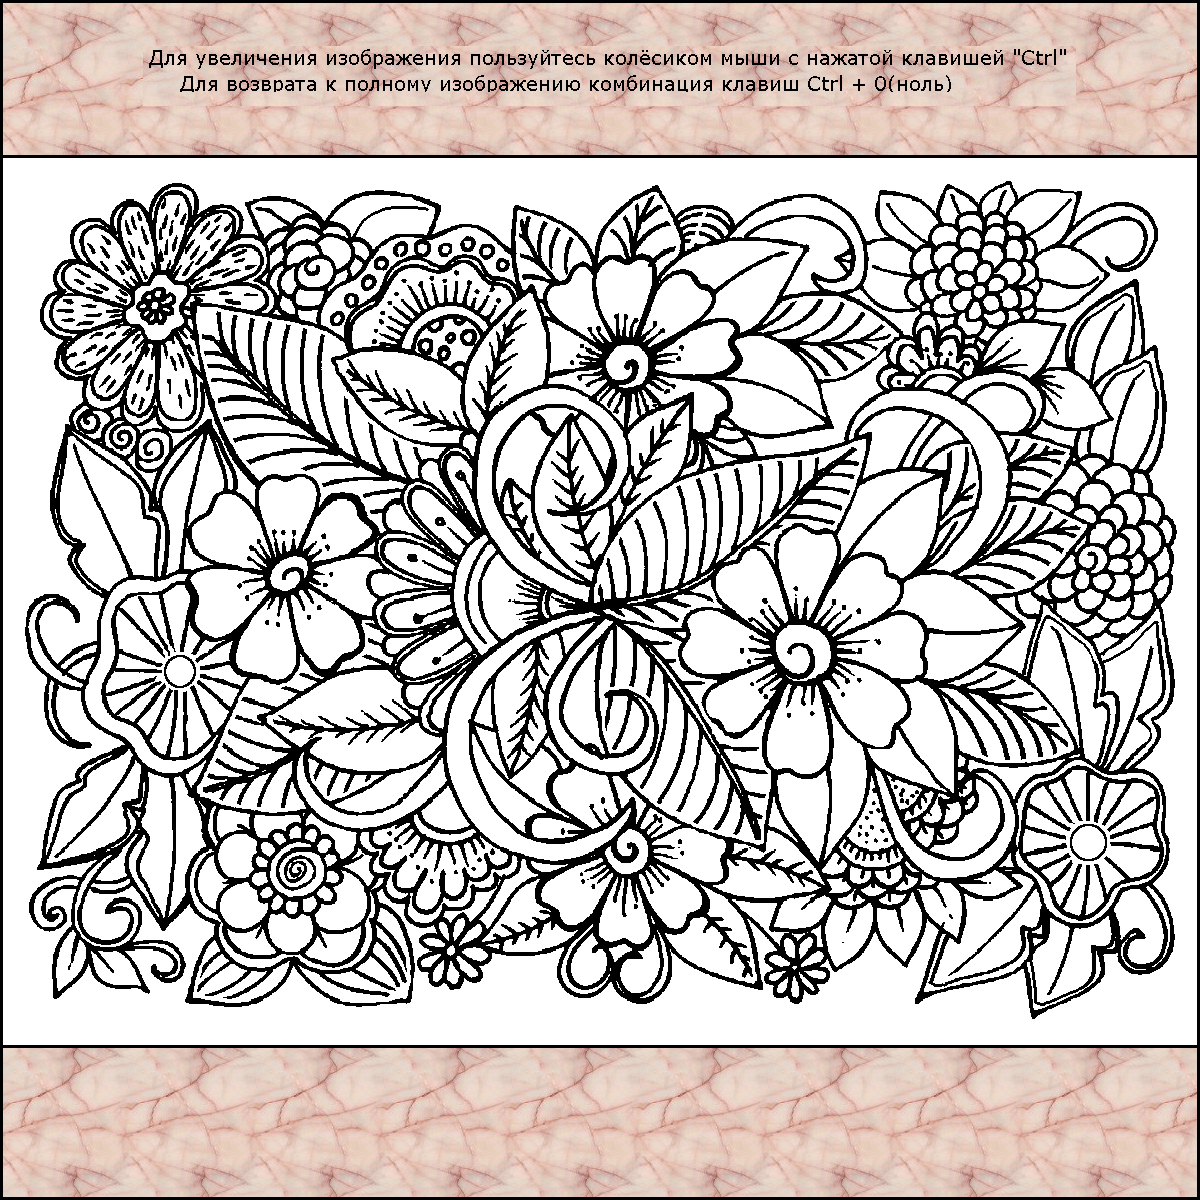 Для увеличения изображения пользуйтесь колёсиком мыши с нажатой клавишей "Ctrl"
Для возврата к полному изображению комбинация клавиш Ctrl + 0(ноль)